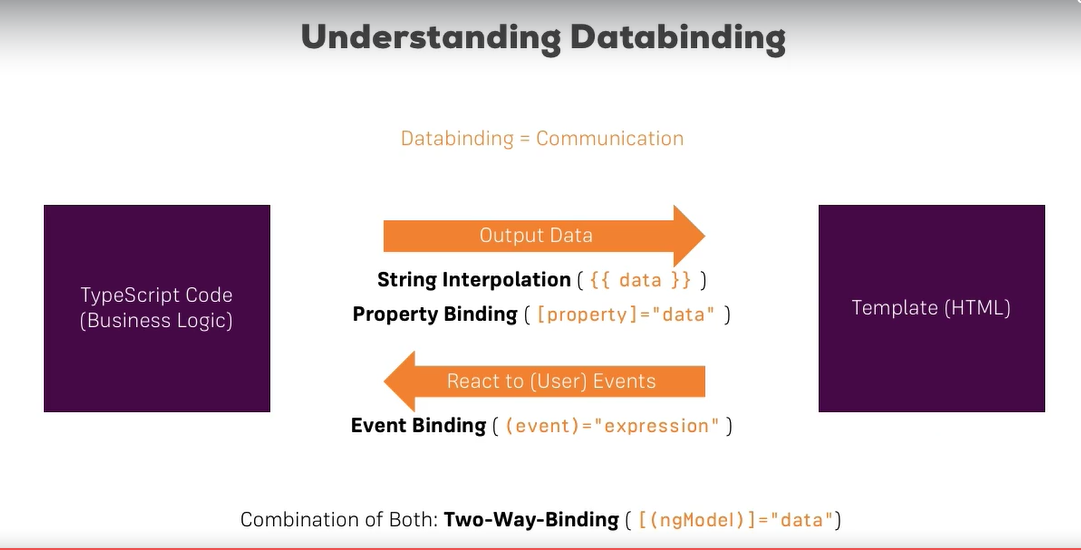 Understanding Databinding
Databinding = Communication
TypeScript Code
(Business Logic)
Output Data
String Interpolation ( {{ data }} )
Property Binding ( [property]="data" )
React to (User) Events
Event Binding ( (event)="expression" )
Template (HTML)
Combination of Both: Two-Way-Binding ( [(ngModel)]="data")